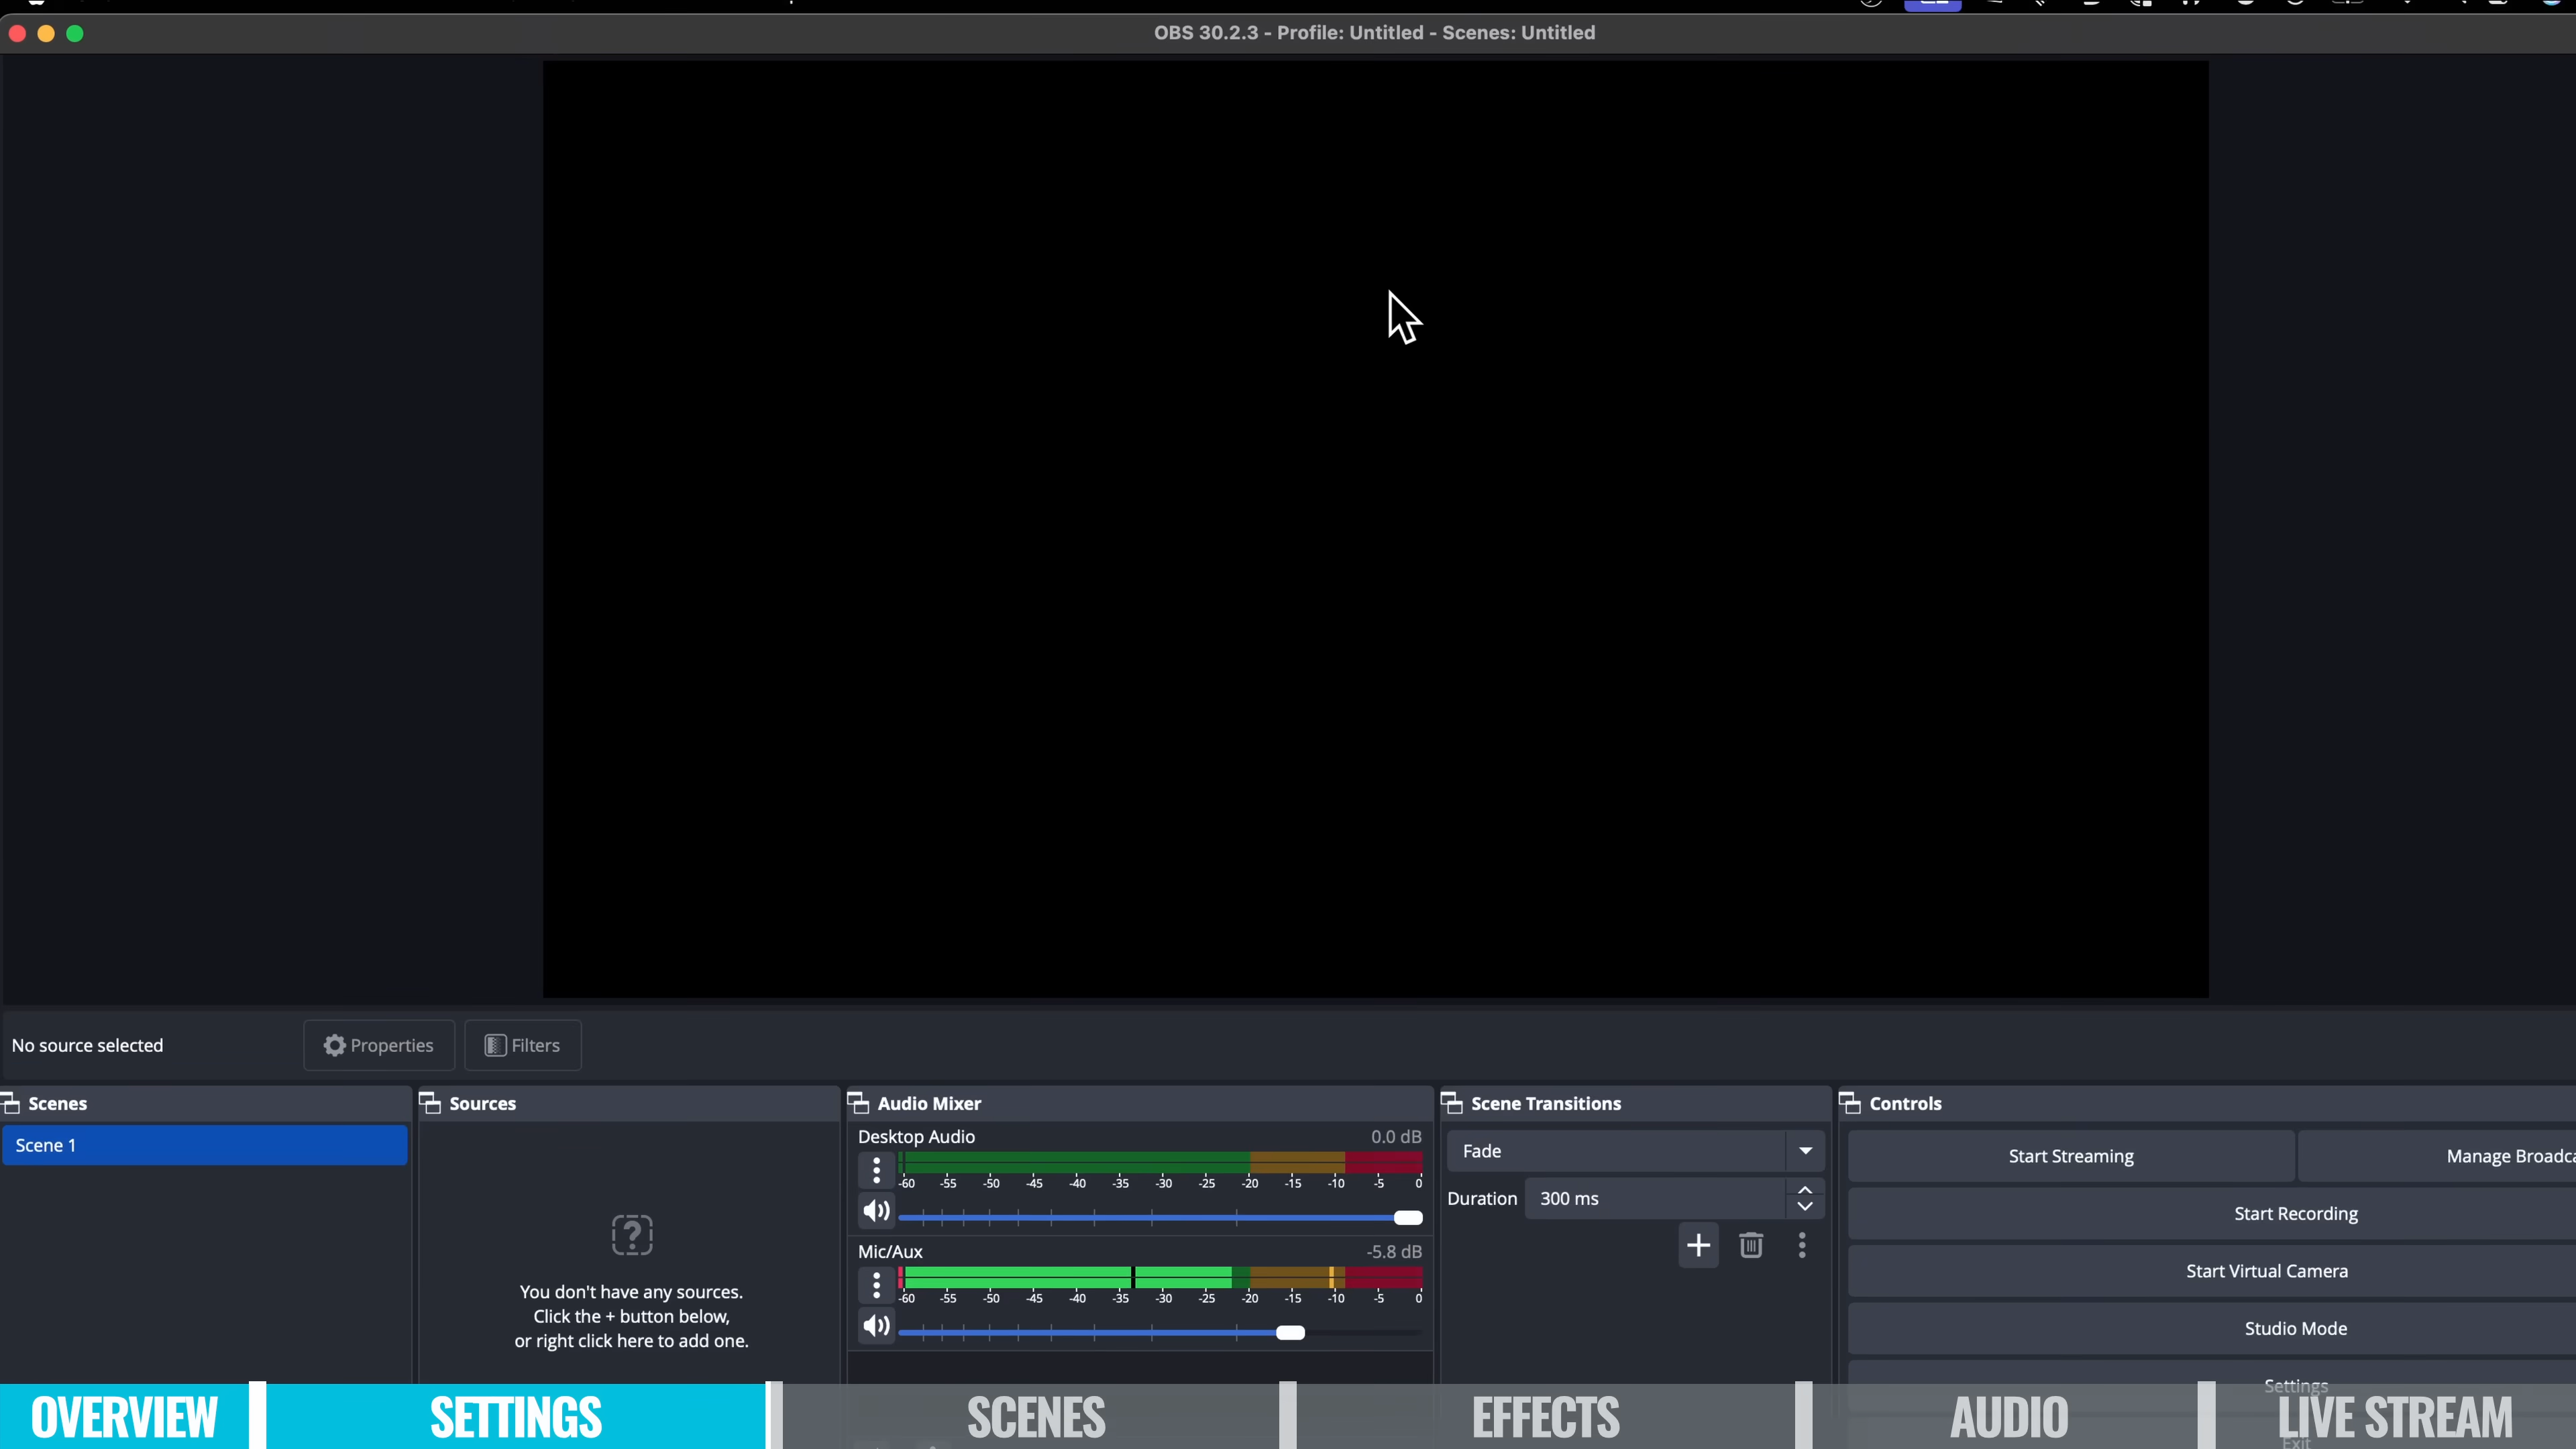 OBS 30.2.3 - Profile: Untitled - Scenes: Untitled
No source selected
Properties
Filters
Scenes
Scene 1
Sources
You don't have any sources.
Click the + button below,
or right click here to add one.
Audio Mixer
Desktop Audio 0.0 dB
-60 -55 -50 -45 -40 -35 -30 -25 -20 -15 -10 -5 0
Mic/Aux -5.8 dB
-60 -55 -50 -45 -40 -35 -30 -25 -20 -15 -10 -5 0
Scene Transitions
Fade
Duration 300 ms
Controls
Start Streaming
Manage Broadca
Start Recording
Start Virtual Camera
Studio Mode
Settings
Exit
OVERVIEW SETTINGS SCENES EFFECTS AUDIO LIVE STREAM